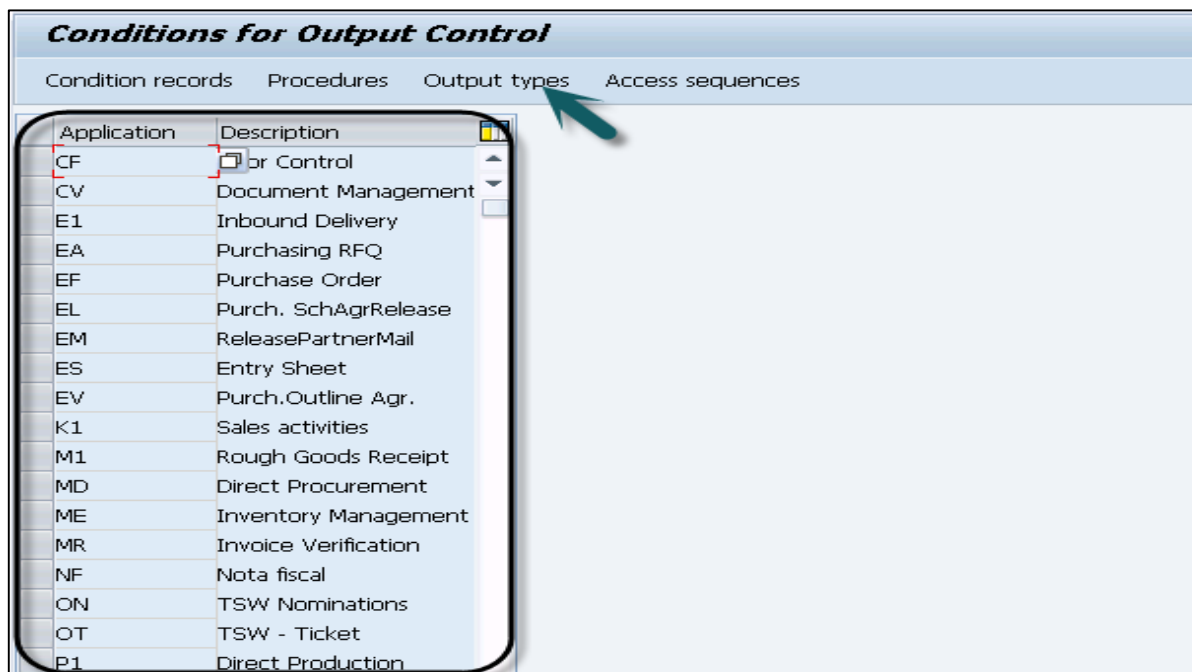 Conditions for Output Control
Condition records Procedures Output types Access sequences
Application Description
CF or Control
CV Document Management
E1 Inbound Delivery
EA Purchasing RFQ
EF Purchase Order
EL Purch. SchAgrRelease
EM ReleasePartnerMail
ES Entry Sheet
EV Purch.Outline Agr.
K1 Sales activities
M1 Rough Goods Receipt
MD Direct Procurement
ME Inventory Management
MR Invoice Verification
NF Nota fiscal
ON TSW Nominations
OT TSW - Ticket
P1 Direct Production